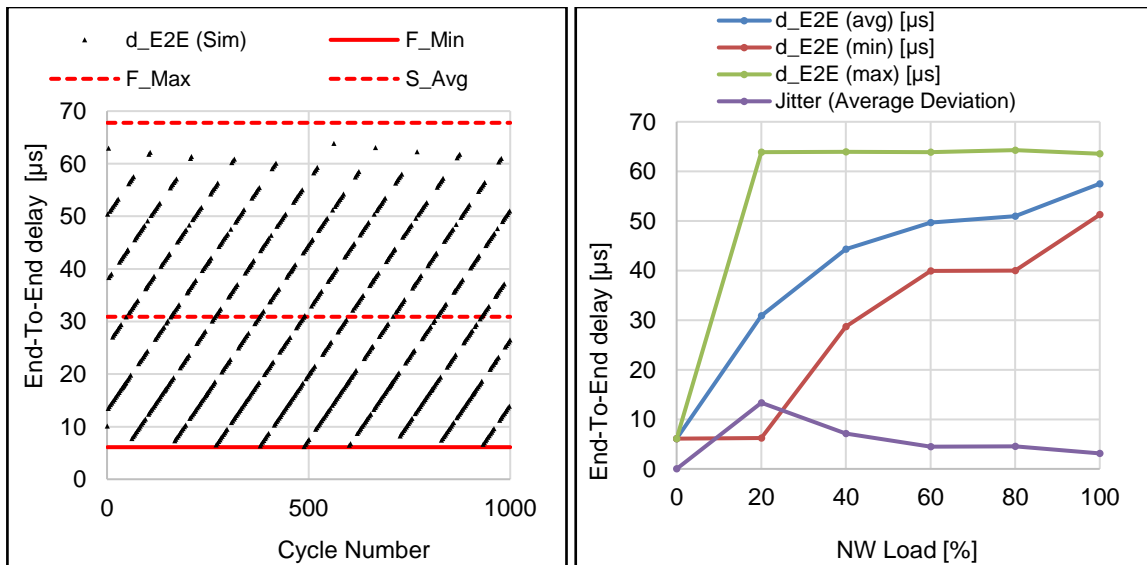 d_E2E (Sim)
F_Min
F_Max
S_Avg
End-To-End delay [µs]
70
60
50
40
30
20
10
0
0
500
1000
Cycle Number
d_E2E (avg) [µs]
d_E2E (min) [µs]
d_E2E (max) [µs]
Jitter (Average Deviation)
End-To-End delay [µs]
70
60
50
40
30
20
10
0
0
20
40
60
80
100
NW Load [%]